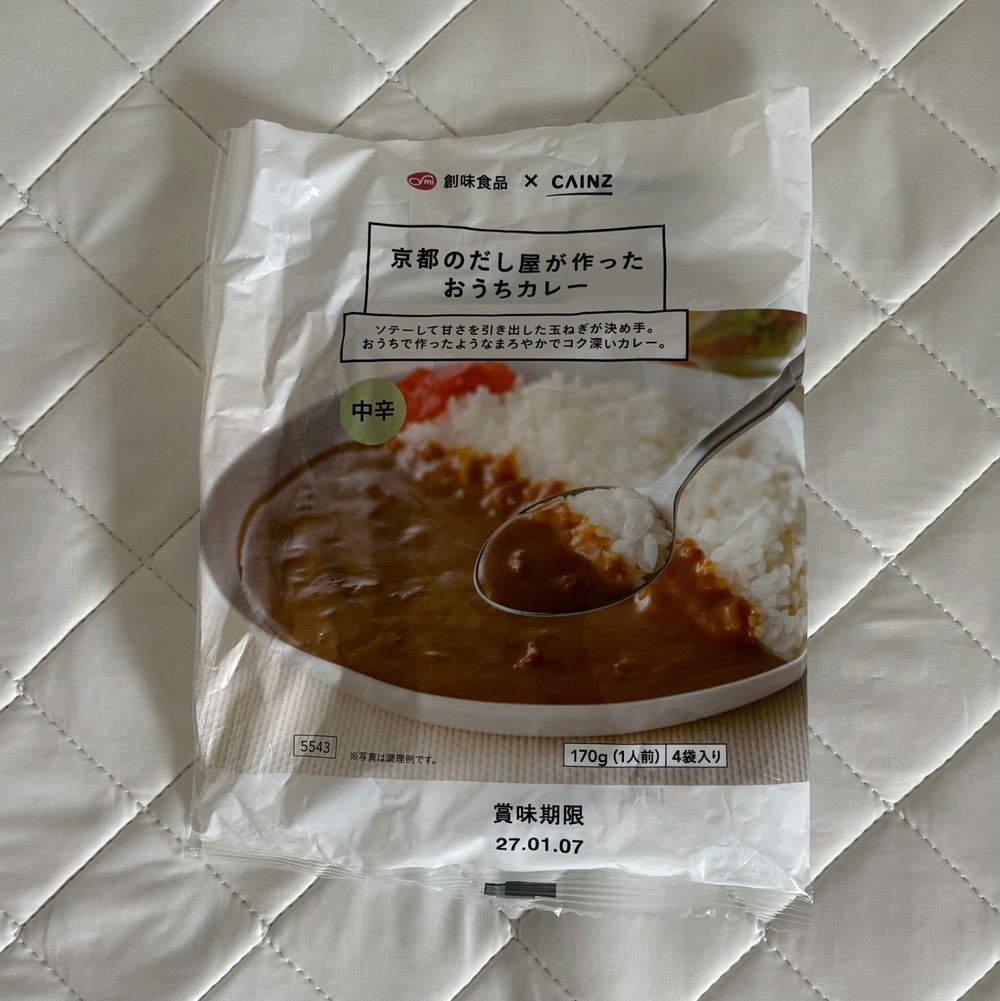 mi 創味食品 × CAINZ
京都のだし屋が作った
おうちカレー
ソテーして甘さを引き出した玉ねぎが決め手。
おうちで作ったようなまろやかでコク深いカレー。
中辛
5543
※写真は調理例です。
170g (1人前) 4袋入り
賞味期限
27.01.07